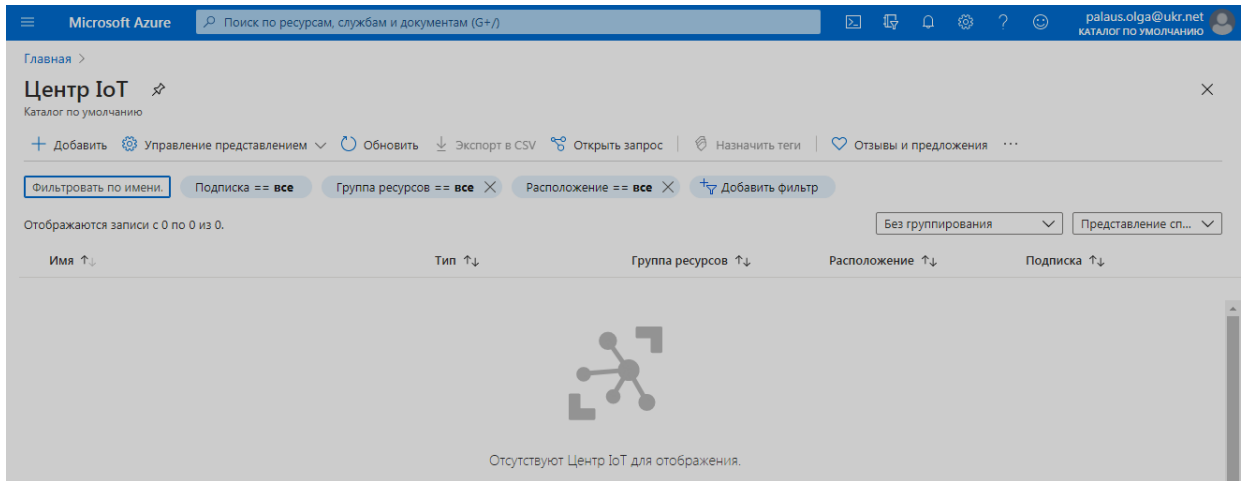 Microsoft Azure
Поиск по ресурсам, службам и документам (G+/)
palaus.olga@ukr.net
КАТАЛОГ ПО УМОЛЧАНИЮ
Главная >
Центр IoT
Каталог по умолчанию
Добавить Управление представлением Обновить Экспорт в CSV Открыть запрос Назначить теги Отзывы и предложения ...
Фильтровать по имени. Подписка == все Группа ресурсов == все Расположение == все Добавить фильтр
Отображаются записи с 0 по 0 из 0.
Без группирования Представление сп...
Имя ↑↓ Тип ↑↓ Группа ресурсов ↑↓ Расположение ↑↓ Подписка ↑↓
Отсутствуют Центр IoT для отображения.